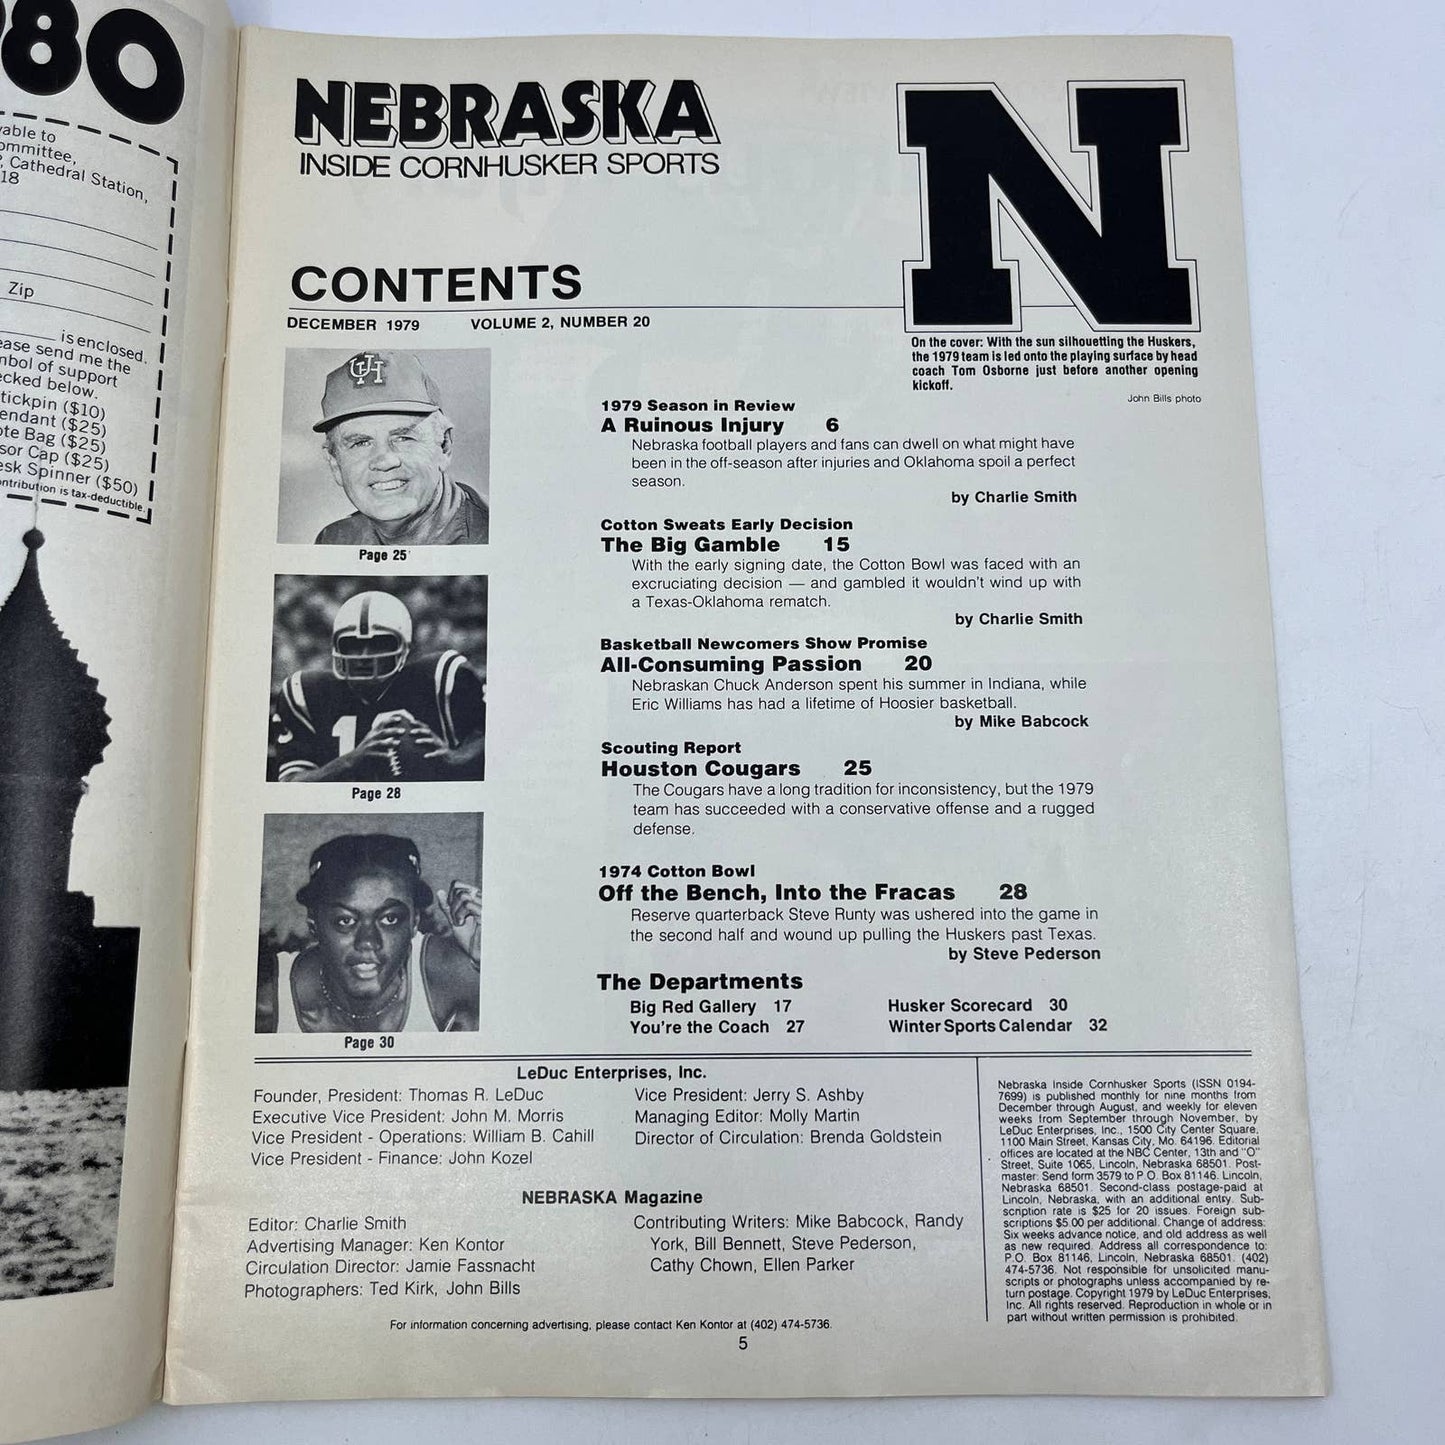 980
yable to
ommittee,
Cathedral Station,
18
Zip
is enclosed.
ease send me the
mbol of support
ecked below.
tickpin ($10)
endant ($25)
ote Bag ($25)
sor Cap ($25)
esk Spinner ($50)
ontribution is tax-deductible.
NEBRASKA
INSIDE CORNHUSKER SPORTS
N
CONTENTS
DECEMBER 1979 VOLUME 2, NUMBER 20
On the cover: With the sun silhouetting the Huskers,
the 1979 team is led onto the playing surface by head
coach Tom Osborne just before another opening
kickoff.
John Bills photo
UH
Page 25
Page 28
Page 30
1979 Season in Review
A Ruinous Injury 6
Nebraska football players and fans can dwell on what might have
been in the off-season after injuries and Oklahoma spoil a perfect
season.
by Charlie Smith
Cotton Sweats Early Decision
The Big Gamble 15
With the early signing date, the Cotton Bowl was faced with an
excruciating decision — and gambled it wouldn't wind up with
a Texas-Oklahoma rematch.
by Charlie Smith
Basketball Newcomers Show Promise
All-Consuming Passion 20
Nebraskan Chuck Anderson spent his summer in Indiana, while
Eric Williams has had a lifetime of Hoosier basketball.
by Mike Babcock
Scouting Report
Houston Cougars 25
The Cougars have a long tradition for inconsistency, but the 1979
team has succeeded with a conservative offense and a rugged
defense.
1974 Cotton Bowl
Off the Bench, Into the Fracas 28
Reserve quarterback Steve Runty was ushered into the game in
the second half and wound up pulling the Huskers past Texas.
by Steve Pederson
The Departments
Big Red Gallery 17 Husker Scorecard 30
You're the Coach 27 Winter Sports Calendar 32
LeDuc Enterprises, Inc.
Founder, President: Thomas R. LeDuc
Executive Vice President: John M. Morris
Vice President - Operations: William B. Cahill
Vice President - Finance: John Kozel
Vice President: Jerry S. Ashby
Managing Editor: Molly Martin
Director of Circulation: Brenda Goldstein
NEBRASKA Magazine
Editor: Charlie Smith
Advertising Manager: Ken Kontor
Circulation Director: Jamie Fassnacht
Photographers: Ted Kirk, John Bills
Contributing Writers: Mike Babcock, Randy
York, Bill Bennett, Steve Pederson,
Cathy Chown, Ellen Parker
Nebraska Inside Cornhusker Sports (ISSN 0194-
7699) is published monthly for nine months from
December through August, and weekly for eleven
weeks from September through November, by
LeDuc Enterprises, Inc., 1500 City Center Square,
1100 Main Street, Kansas City, Mo. 64196. Editorial
offices are located at the NBC Center, 13th and "O"
Street, Suite 1065, Lincoln, Nebraska 68501. Post-
master: Send form 3579 to P.O. Box 81146, Lincoln,
Nebraska 68501. Second-class postage-paid at
Lincoln, Nebraska, with an additional entry. Sub-
scription rate is $25 for 20 issues. Foreign sub-
scriptions $5.00 per additional. Change of address:
Six weeks advance notice, and old address as well
as new required. Address all correspondence to:
P.O. Box 81146, Lincoln, Nebraska 68501. (402)
474-5736. Not responsible for unsolicited manu-
scripts or photographs unless accompanied by re-
turn postage. Copyright 1979 by LeDuc Enterprises,
Inc. All rights reserved. Reproduction in whole or in
part without written permission is prohibited.
For information concerning advertising, please contact Ken Kontor at (402) 474-5736.
5